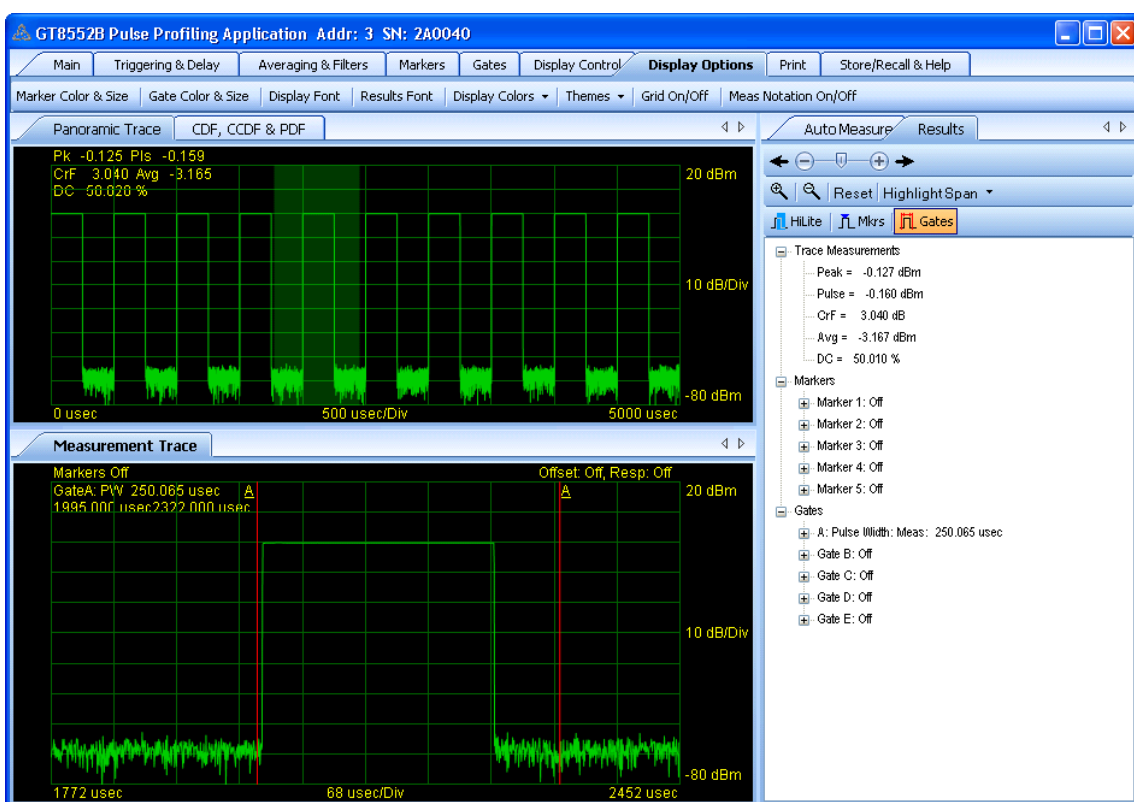 GT8552B Pulse Profiling Application Addr: 3 SN: 2A0040
Main Triggering & Delay Averaging & Filters Markers Gates Display Control Display Options Print Store/Recall & Help
Marker Color & Size Gate Color & Size Display Font Results Font Display Colors Themes Grid On/Off Meas Notation On/Off
Panoramic Trace CDF, CCDF & PDF
Pk -0.125 Pls -0.159
CrF 3.040 Avg -3.165
DC 50.020 %
20 dBm
10 dB/Div
-80 dBm
0 usec 500 usec/Div 5000 usec
Measurement Trace
Markers Off Offset: Off, Resp: Off
GateA: PW 250.065 usec A A 20 dBm
1995.000 usec2322.000 usec
10 dB/Div
-80 dBm
1772 usec 68 usec/Div 2452 usec
Auto Measure Results
Reset HighlightSpan
HiLite Mkrs Gates
Trace Measurements
Peak = -0.127 dBm
Pulse = -0.160 dBm
CrF = 3.040 dB
Avg = -3.167 dBm
DC = 50.010 %
Markers
Marker 1: Off
Marker 2: Off
Marker 3: Off
Marker 4: Off
Marker 5: Off
Gates
A: Pulse Width: Meas: 250.065 usec
Gate B: Off
Gate C: Off
Gate D: Off
Gate E: Off